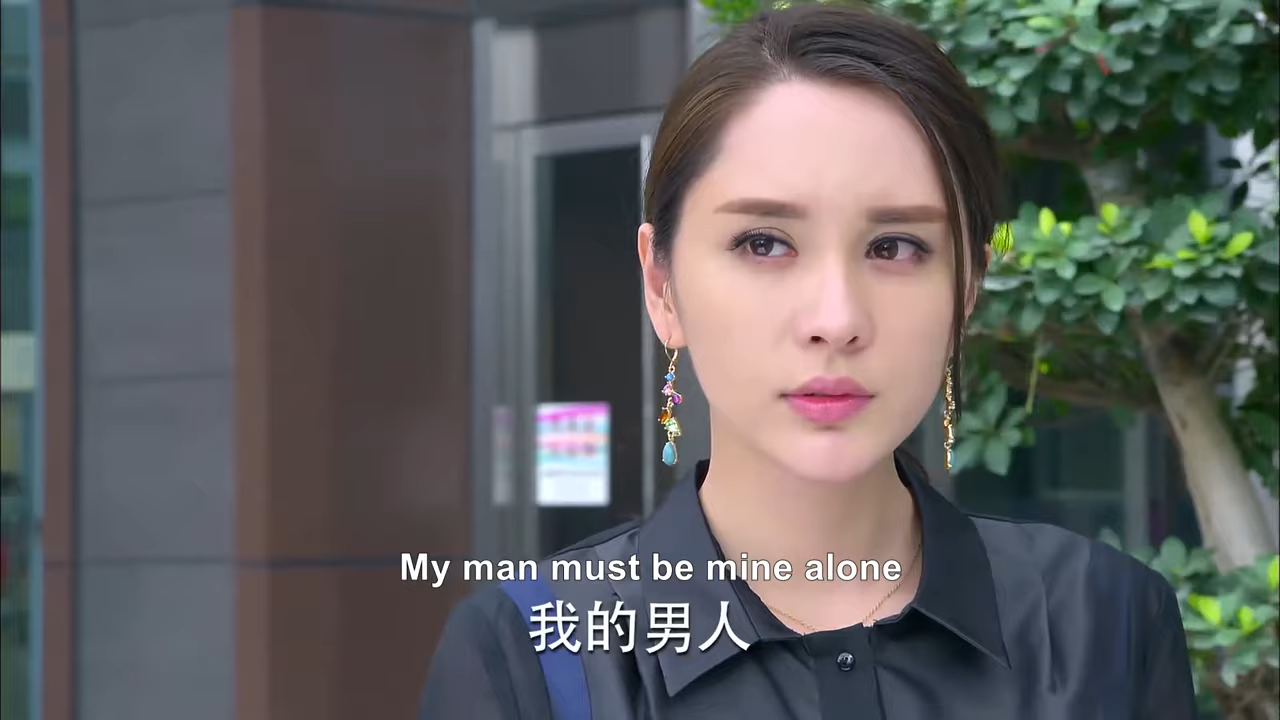 My man must be mine alone
我的男人